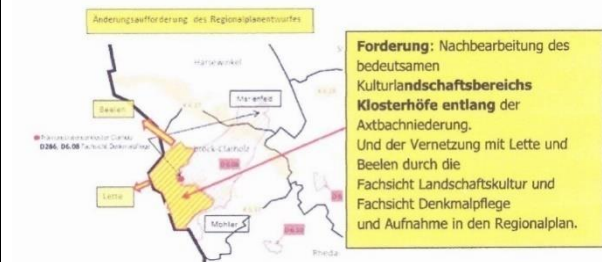 Änderungsaufforderung des Regionalplanentwurfes
Forderung: Nachbearbeitung des
bedeutsamen
Kulturlandschaftsbereichs
Klosterhöfe entlang der
Axtbachniederung.
Und der Vernetzung mit Lette und
Beelen durch die
Fachsicht Landschaftskultur und
Fachsicht Denkmalpflege
und Aufnahme in den Regionalplan.
Harsewinkel
Marienfeld
Beelen
D286, D6.08 Fachsicht Denkmalpflege
Lette
Mohler
Rheda